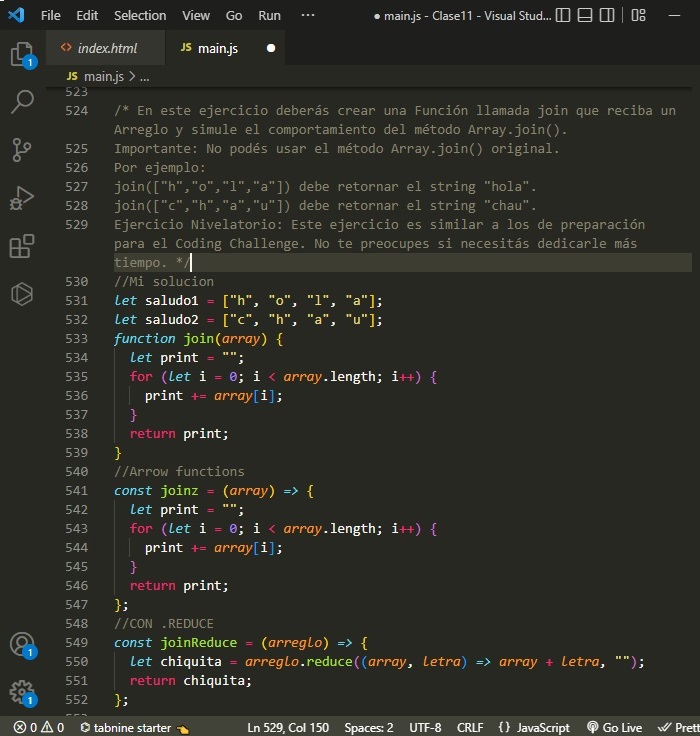 File Edit Selection View Go Run ··· ● main.js - Clase11 - Visual Stud...
<> index.html JS main.js ●
JS main.js > ...
523
524 /* En este ejercicio deberás crear una Función llamada join que reciba un
Arreglo y simule el comportamiento del método Array.join().
525 Importante: No podés usar el método Array.join() original.
526 Por ejemplo:
527 join(["h","o","l","a"]) debe retornar el string "hola".
528 join(["c","h","a","u"]) debe retornar el string "chau".
529 Ejercicio Nivelatorio: Este ejercicio es similar a los de preparación
para el Coding Challenge. No te preocupes si necesitás dedicarle más
tiempo. */
530 //Mi solucion
531 let saludo1 = ["h", "o", "l", "a"];
532 let saludo2 = ["c", "h", "a", "u"];
533 function join(array) {
534 let print = "";
535 for (let i = 0; i < array.length; i++) {
536 print += array[i];
537 }
538 return print;
539 }
540 //Arrow functions
541 const joinz = (array) => {
542 let print = "";
543 for (let i = 0; i < array.length; i++) {
544 print += array[i];
545 }
546 return print;
547 };
548 //CON .REDUCE
549 const joinReduce = (arreglo) => {
550 let chiquita = arreglo.reduce((array, letra) => array + letra, "");
551 return chiquita;
552 };
1
1
1
0 0 tabnine starter Ln 529, Col 150 Spaces: 2 UTF-8 CRLF {} JavaScript Go Live Prett